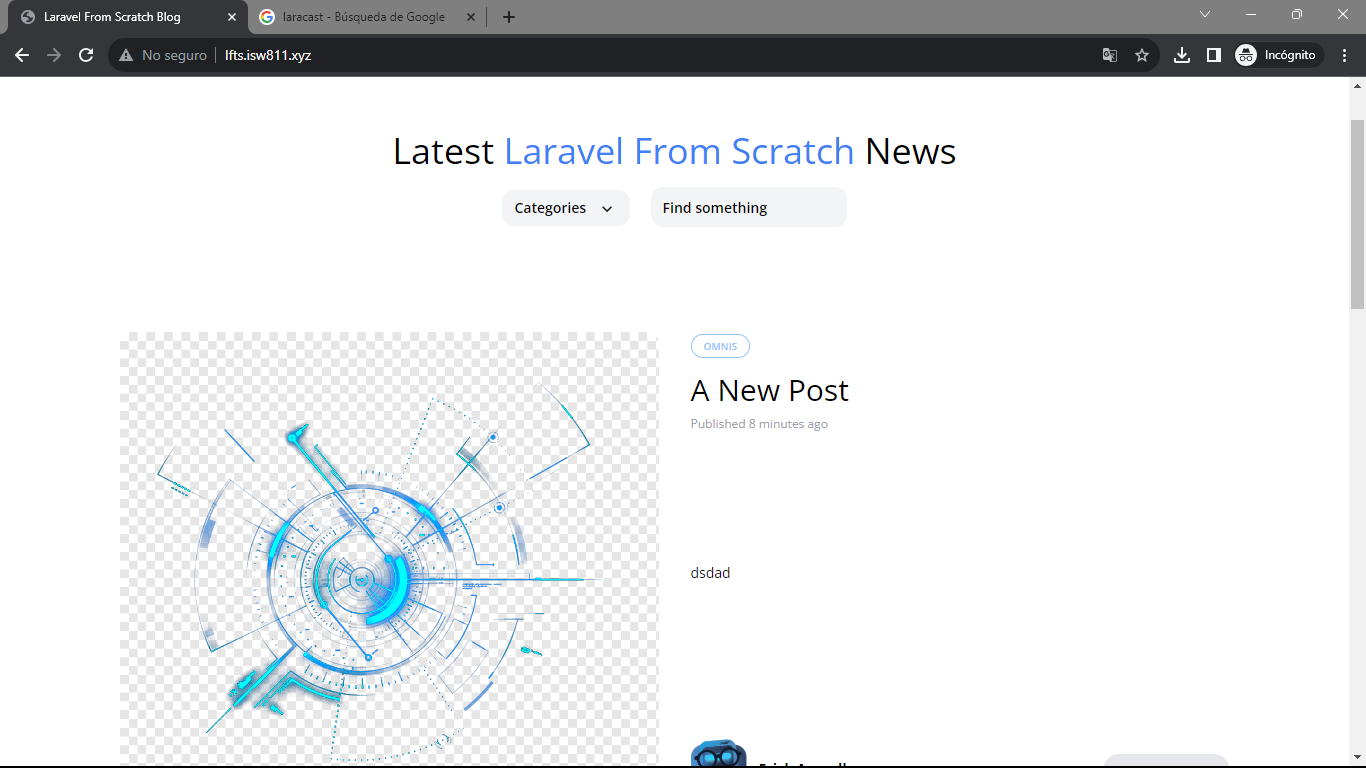 Laravel From Scratch Blog
laracast - Búsqueda de Google
No seguro
lfts.isw811.xyz
Incógnito
Latest Laravel From Scratch News
Categories
Find something
OMNIS
A New Post
Published 8 minutes ago
dsdad